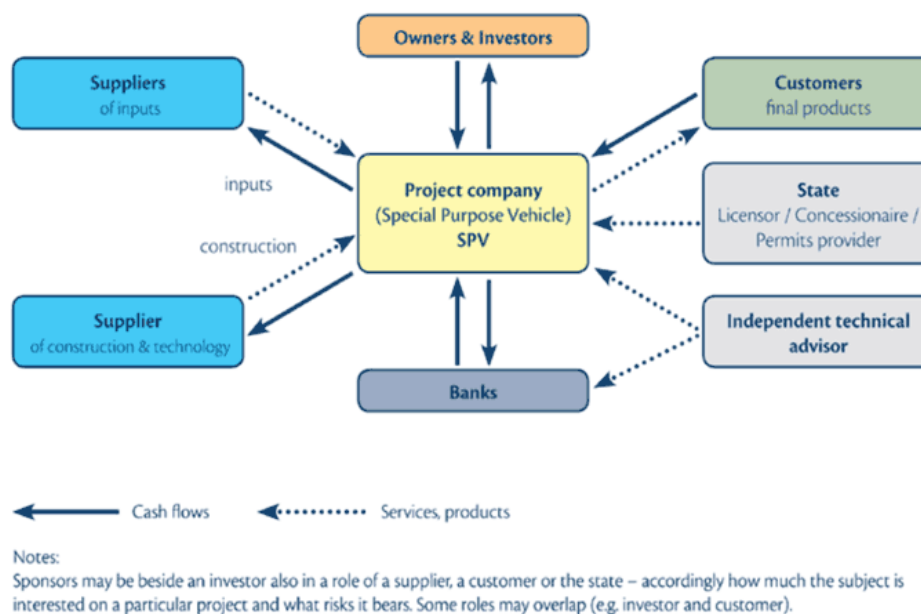 Owners & Investors
Suppliers
of inputs
Customers
final products
inputs
Project company
(Special Purpose Vehicle)
SPV
State
Licensor / Concessionaire /
Permits provider
construction
Supplier
of construction & technology
Independent technical
advisor
Banks
Cash flows
Services, products
Notes:
Sponsors may be beside an investor also in a role of a supplier, a customer or the state – accordingly how much the subject is
interested on a particular project and what risks it bears. Some roles may overlap (e.g. investor and customer).